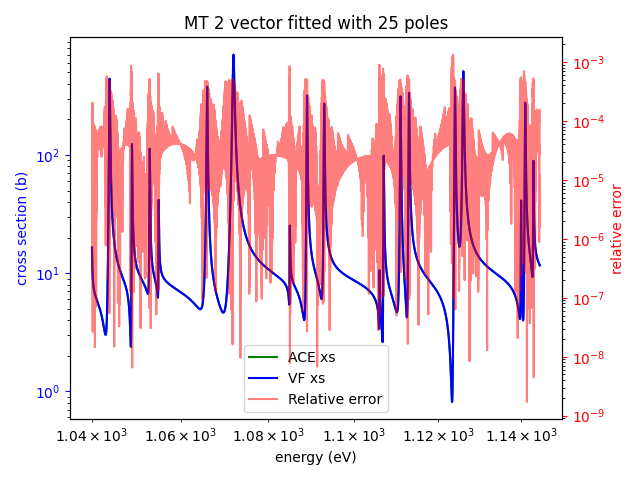 MT 2 vector fitted with 25 poles
cross section (b)
10²
10¹
10⁰
10⁻³
10⁻⁴
10⁻⁵
10⁻⁶
10⁻⁷
10⁻⁸
10⁻⁹
relative error
ACE xs
VF xs
Relative error
1.04 × 10³ 1.06 × 10³ 1.08 × 10³ 1.1 × 10³ 1.12 × 10³ 1.14 × 10³
energy (eV)